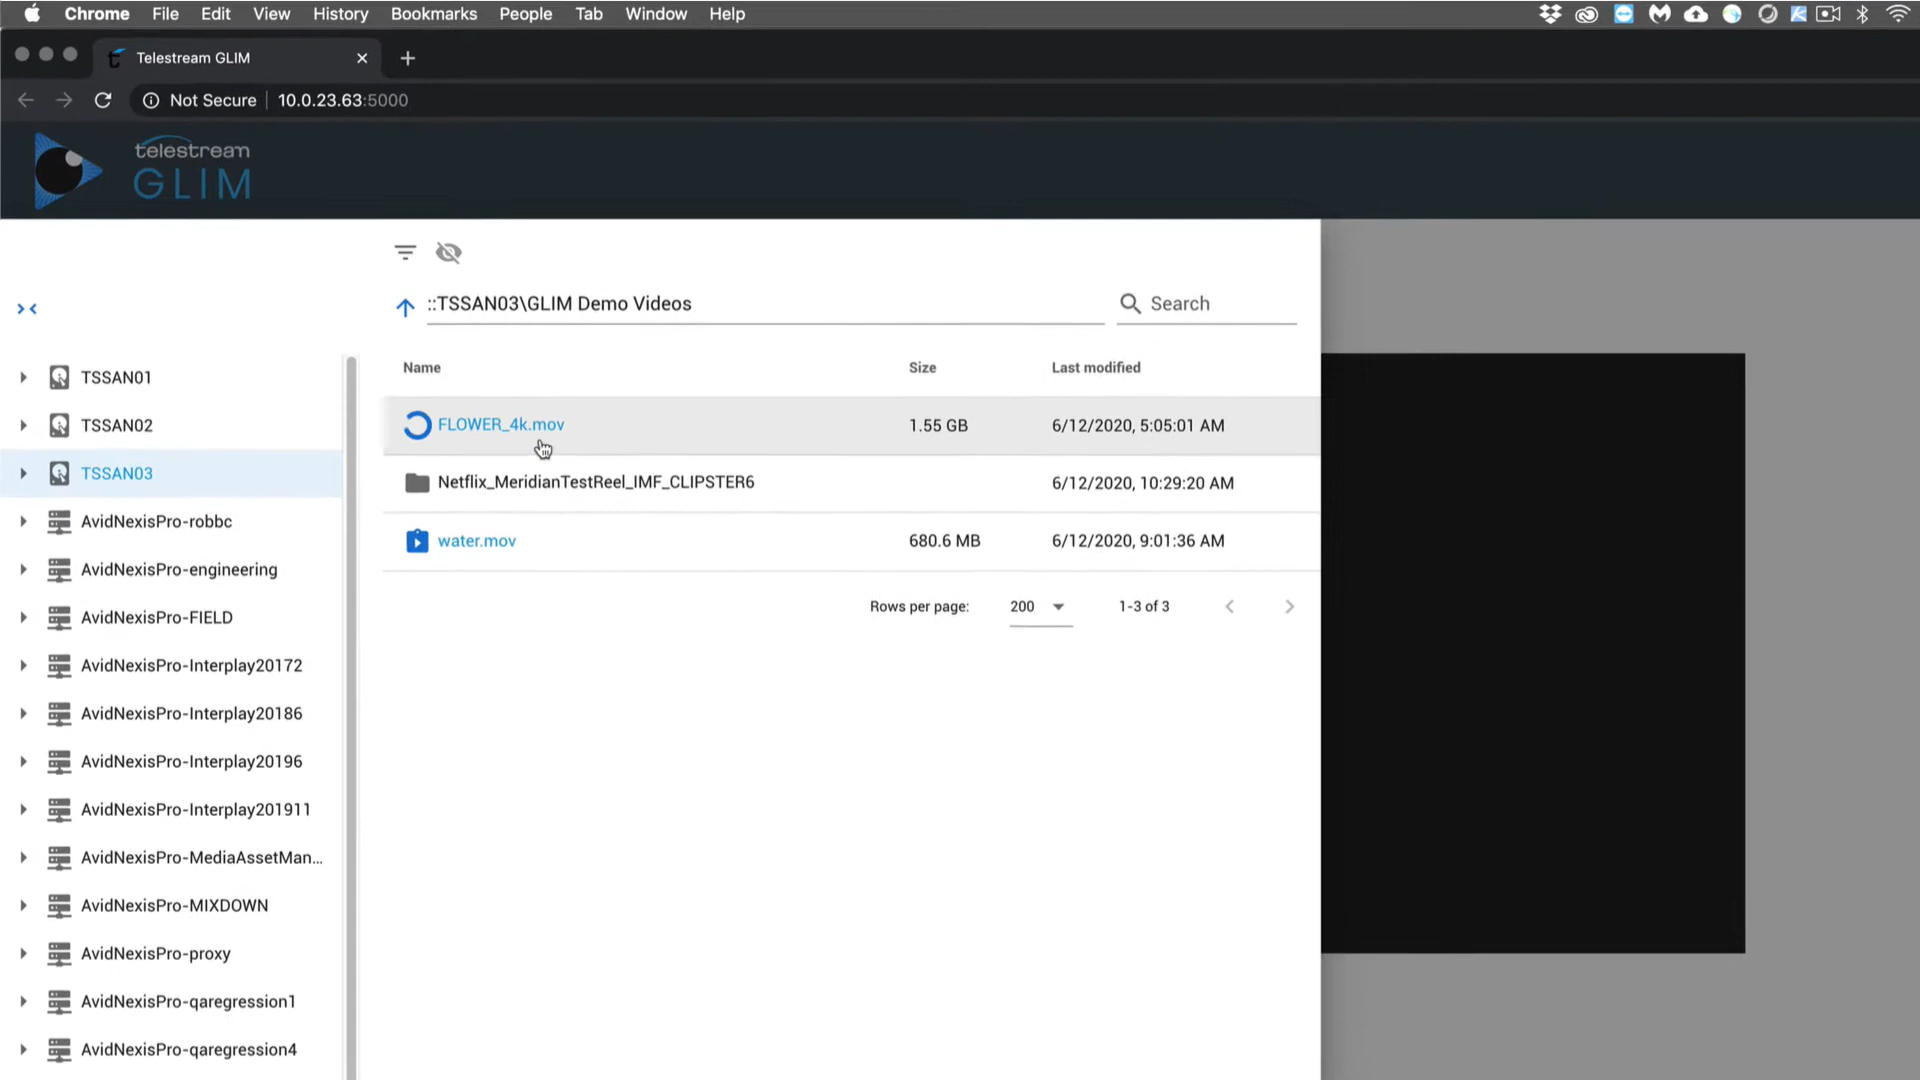 Chrome File Edit View History Bookmarks People Tab Window Help
Telestream GLIM
Not Secure 10.0.23.63:5000
telestream
GLIM
::TSSAN03\GLIM Demo Videos
Search
Name Size Last modified
FLOWER_4k.mov 1.55 GB 6/12/2020, 5:05:01 AM
Netflix_MeridianTestReel_IMF_CLIPSTER6 6/12/2020, 10:29:20 AM
water.mov 680.6 MB 6/12/2020, 9:01:36 AM
Rows per page: 200 1-3 of 3
TSSAN01
TSSAN02
TSSAN03
AvidNexisPro-robbc
AvidNexisPro-engineering
AvidNexisPro-FIELD
AvidNexisPro-Interplay20172
AvidNexisPro-Interplay20186
AvidNexisPro-Interplay20196
AvidNexisPro-Interplay201911
AvidNexisPro-MediaAssetMan...
AvidNexisPro-MIXDOWN
AvidNexisPro-proxy
AvidNexisPro-qaregression1
AvidNexisPro-qaregression4